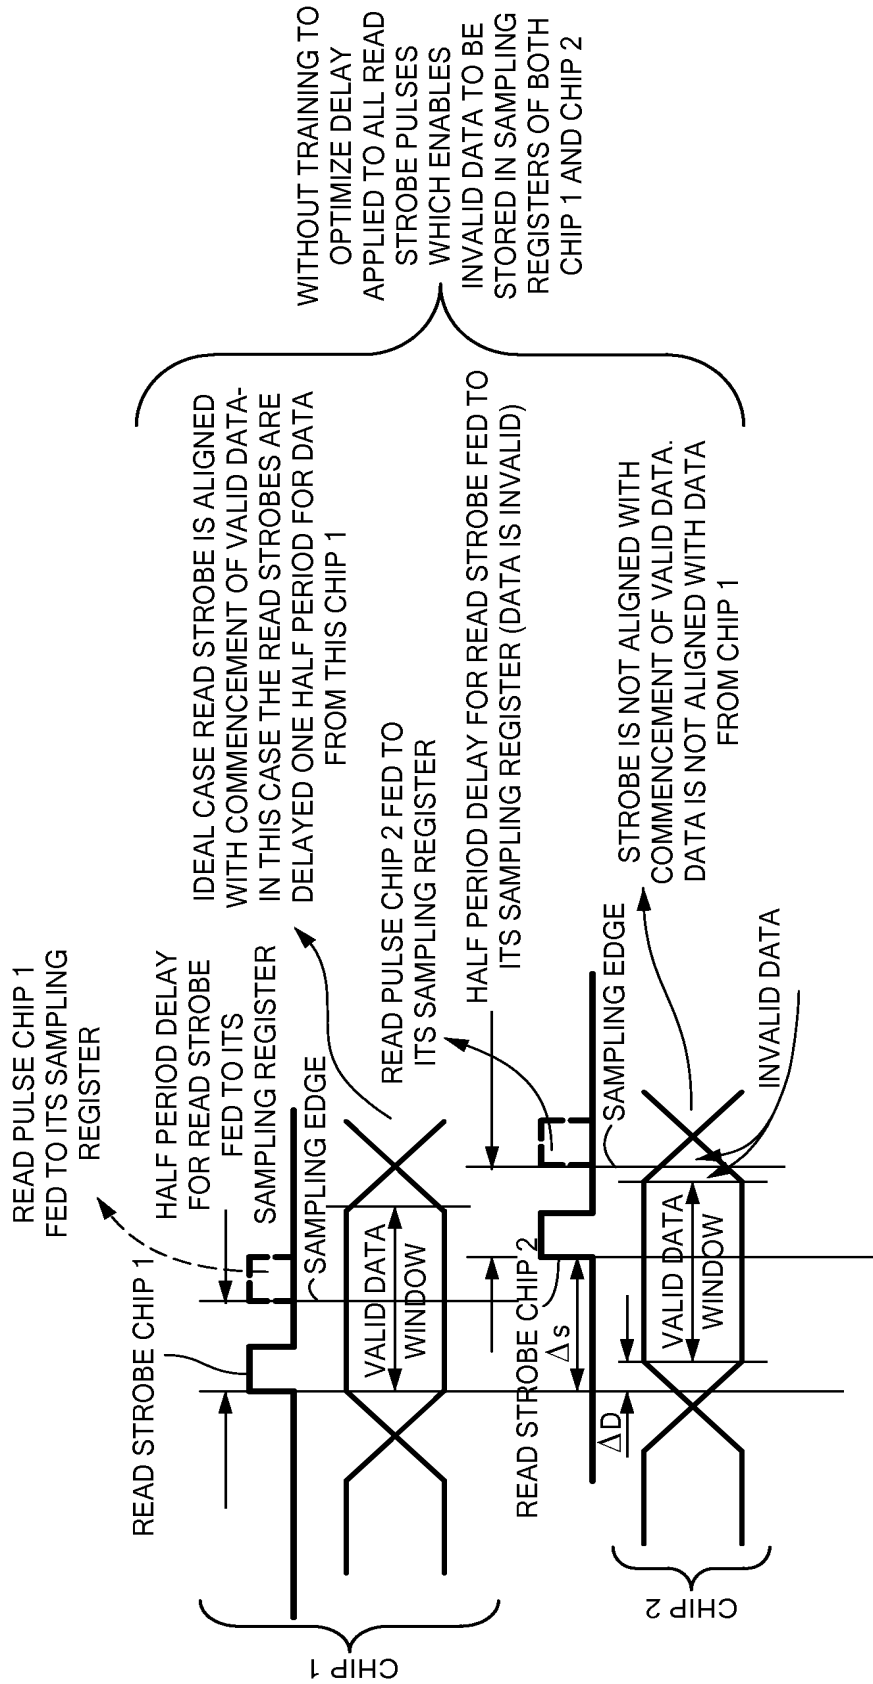 READ PULSE CHIP 1
FED TO ITS SAMPLING
REGISTER
READ STROBE CHIP 1
HALF PERIOD DELAY
FOR READ STROBE
FED TO ITS
SAMPLING REGISTER
SAMPLING EDGE
IDEAL CASE READ STROBE IS ALIGNED
WITH COMMENCEMENT OF VALID DATA-
IN THIS CASE THE READ STROBES ARE
DELAYED ONE HALF PERIOD FOR DATA
FROM THIS CHIP 1
CHIP 1
VALID DATA
WINDOW
READ PULSE CHIP 2 FED TO
ITS SAMPLING REGISTER
HALF PERIOD DELAY FOR READ STROBE FED TO
ITS SAMPLING REGISTER (DATA IS INVALID)
READ STROBE CHIP 2
Δs
SAMPLING EDGE
ΔD
STROBE IS NOT ALIGNED WITH
COMMENCEMENT OF VALID DATA.
DATA IS NOT ALIGNED WITH DATA
FROM CHIP 1
CHIP 2
VALID DATA
WINDOW
INVALID DATA
WITHOUT TRAINING TO
OPTIMIZE DELAY
APPLIED TO ALL READ
STROBE PULSES
WHICH ENABLES
INVALID DATA TO BE
STORED IN SAMPLING
REGISTERS OF BOTH
CHIP 1 AND CHIP 2